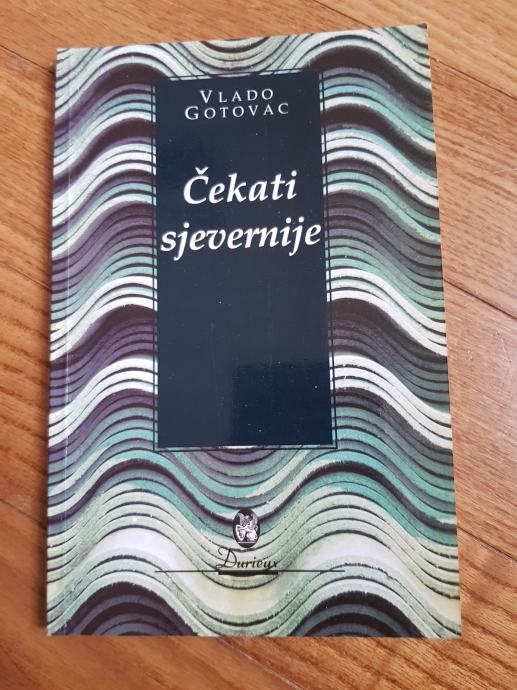 VLADO
GOTOVAC
Čekati
sjevernije
Durieux